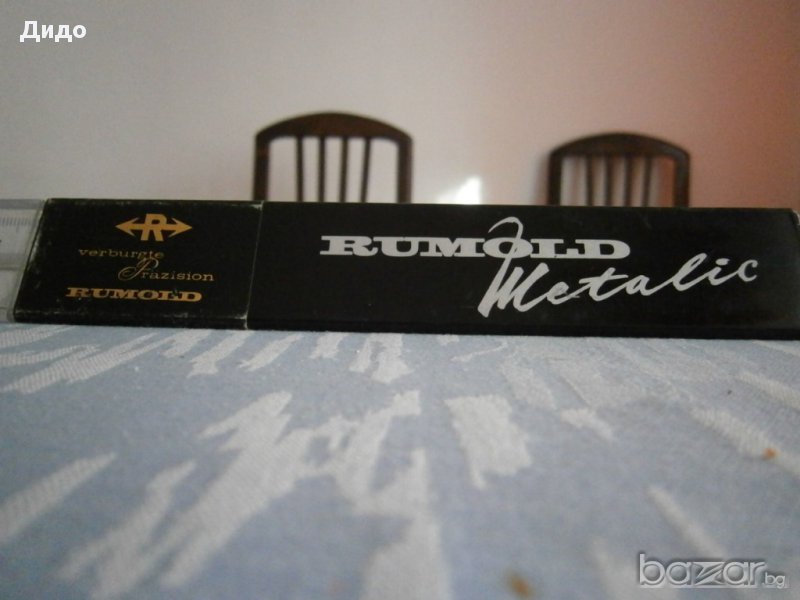 Дидо
R
verburgte
Präzision
RUMOLD
RUMOLD
Metalic
bazar.bg